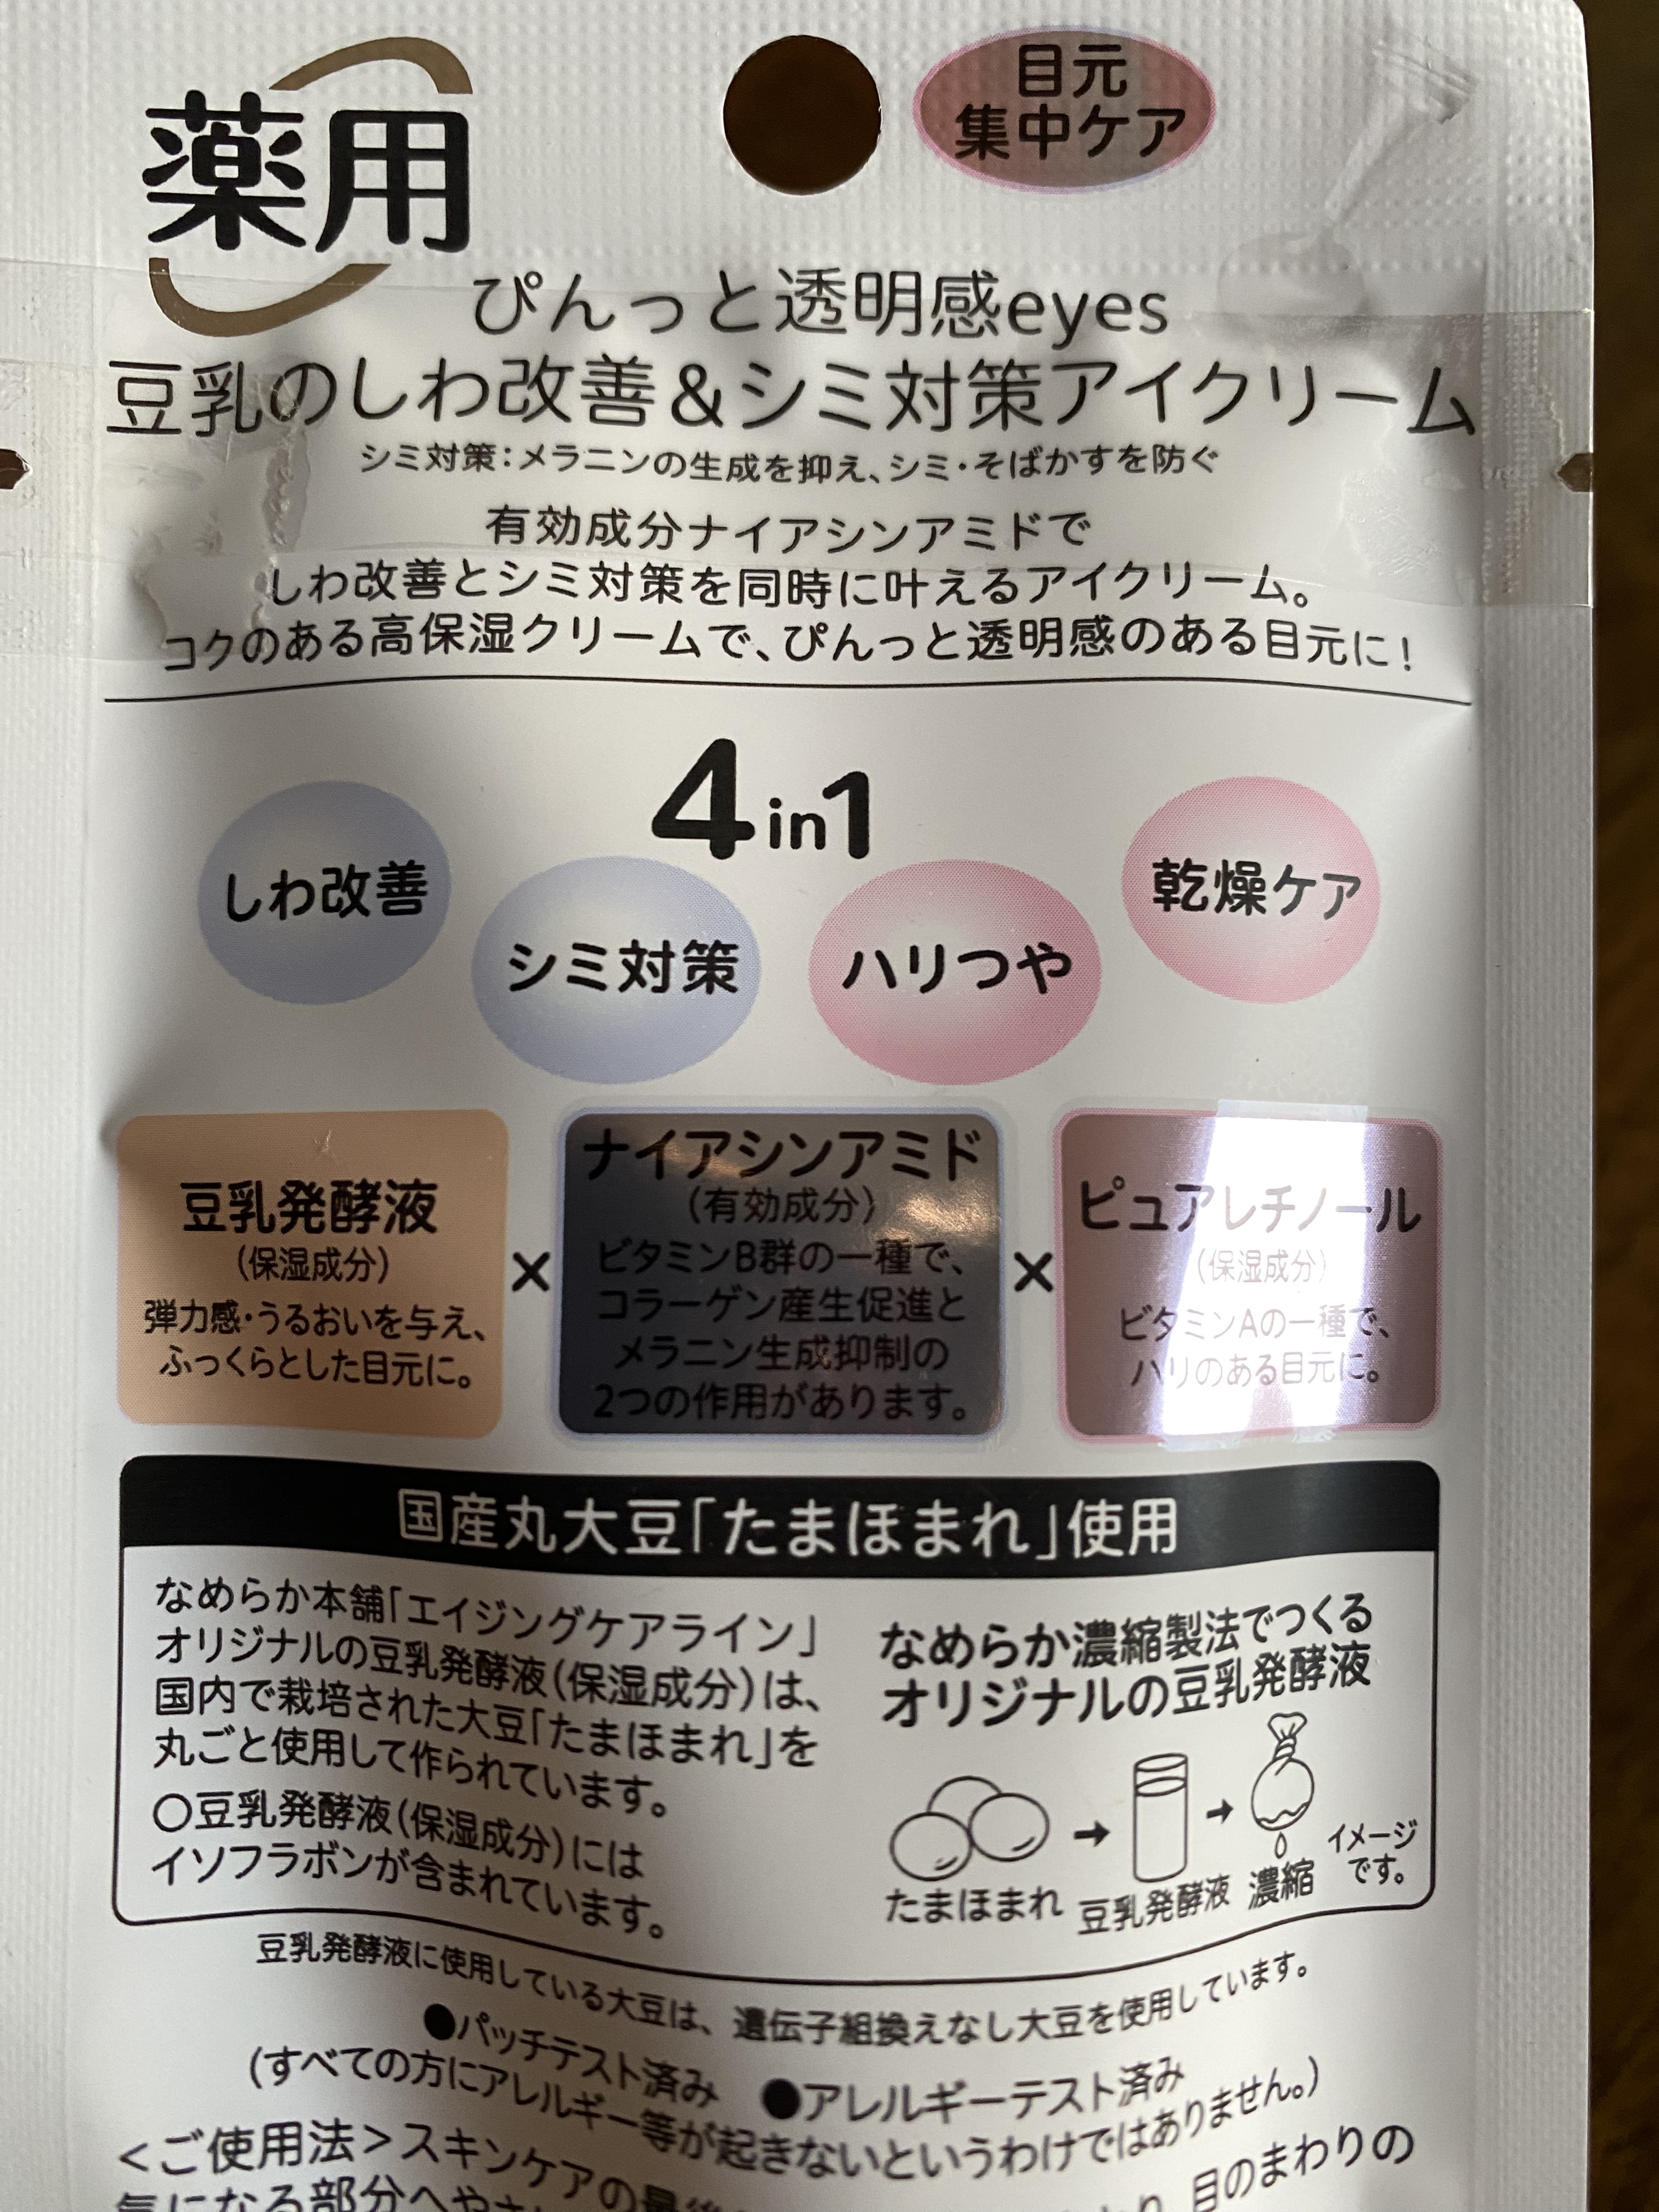 薬用
目元
集中ケア
ぴんっと透明感eyes
豆乳のしわ改善&シミ対策アイクリーム
シミ対策:メラニンの生成を抑え、シミ・そばかすを防ぐ
有効成分ナイアシンアミドで
しわ改善とシミ対策を同時に叶えるアイクリーム。
コクのある高保湿クリームで、ぴんっと透明感のある目元に!
4in1
しわ改善
シミ対策
ハリつや
乾燥ケア
豆乳発酵液
(保湿成分)
弾力感・うるおいを与え、
ふっくらとした目元に。
×
ナイアシンアミド
(有効成分)
ビタミンB群の一種で、
コラーゲン産生促進と
メラニン生成抑制の
2つの作用があります。
×
ピュアレチノール
(保湿成分)
ビタミンAの一種で、
ハリのある目元に。
国産丸大豆「たまほまれ」使用
なめらか本舗「エイジングケアライン」
オリジナルの豆乳発酵液(保湿成分)は、
国内で栽培された大豆「たまほまれ」を
丸ごと使用して作られています。
○豆乳発酵液(保湿成分)には
イソフラボンが含まれています。
なめらか濃縮製法でつくる
オリジナルの豆乳発酵液
たまほまれ
豆乳発酵液
濃縮
イメージ
です。
豆乳発酵液に使用している大豆は、遺伝子組換えなし大豆を使用しています。
●パッチテスト済み ●アレルギーテスト済み
(すべての方にアレルギー等が起きないというわけではありません。)
<ご使用法>スキンケアの最後 目のまわりの
気になる部分へやさ